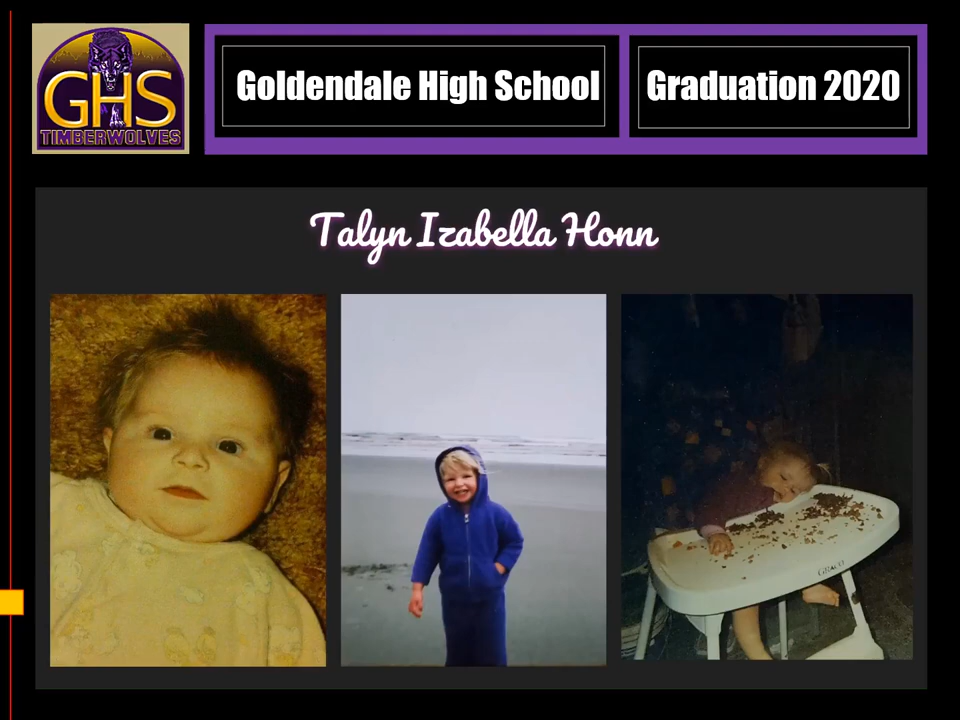 GHS
TIMBERWOLVES
Goldendale High School
Graduation 2020
Talyn Izabella Honn
GRACO